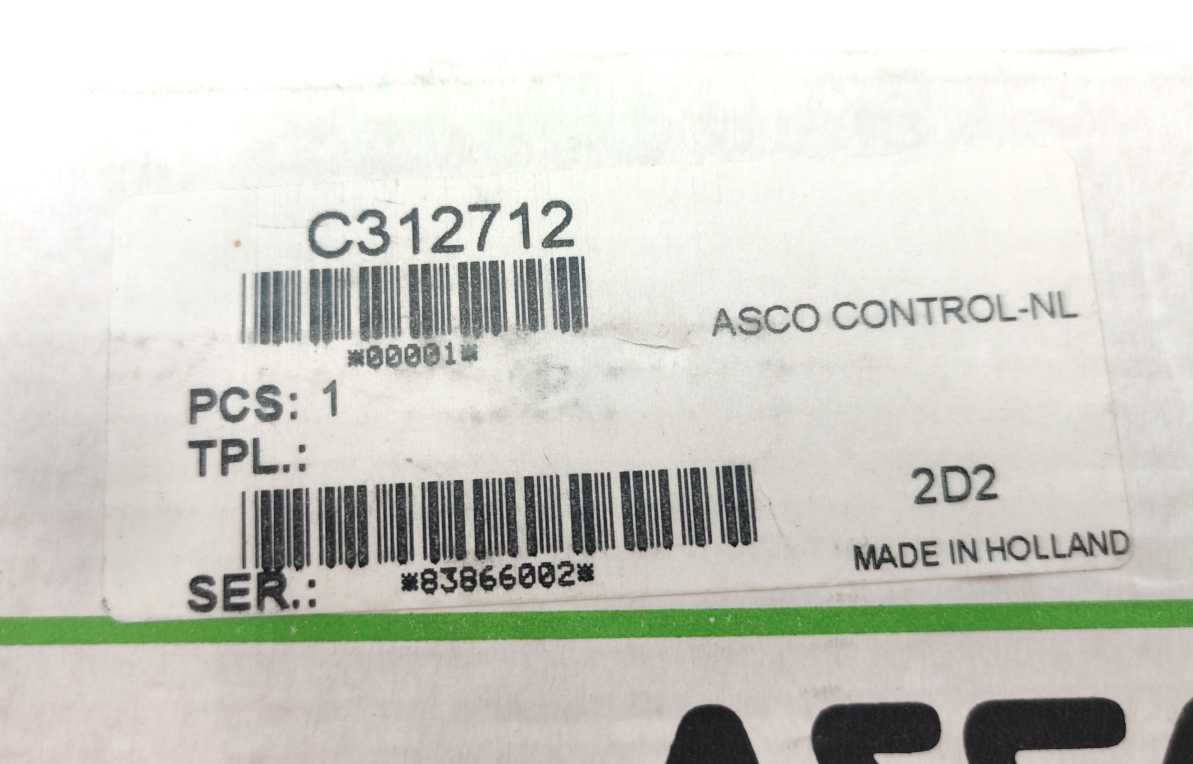 C312712
*00001*
ASCO CONTROL-NL
PCS: 1
TPL.:
2D2
MADE IN HOLLAND
SER.: *83866002*